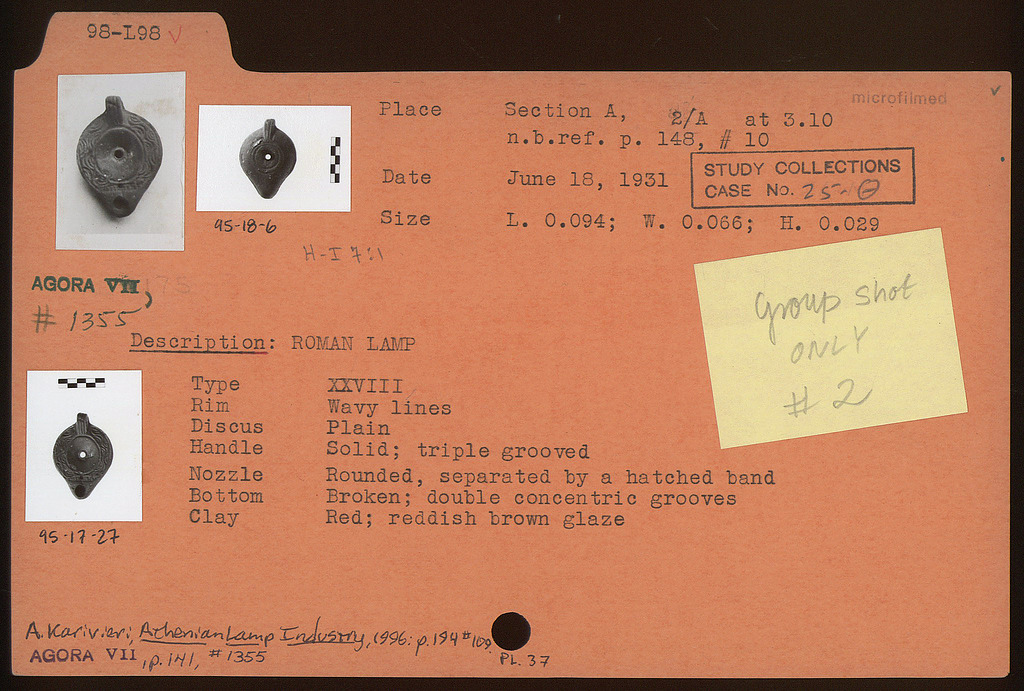 98-L98 ✓
microfilmed ✓
Place Section A, 2/A at 3.10
n.b.ref. p. 148, # 10
Date June 18, 1931
STUDY COLLECTIONS
CASE No. 25-
Size L. 0.094; W. 0.066; H. 0.029
95-18-6
H-I
AGORA VII,
# 1355
Group shot
ONLY
# 2
Description: ROMAN LAMP
Type XXVIII
Rim Wavy lines
Discus Plain
Handle Solid; triple grooved
Nozzle Rounded, separated by a hatched band
Bottom Broken; double concentric grooves
Clay Red; reddish brown glaze
95-17-27
A. Karivieri, Athenian Lamp Industry, 1996: p.194 #109.
AGORA VII, p.141, #1355 PL. 37